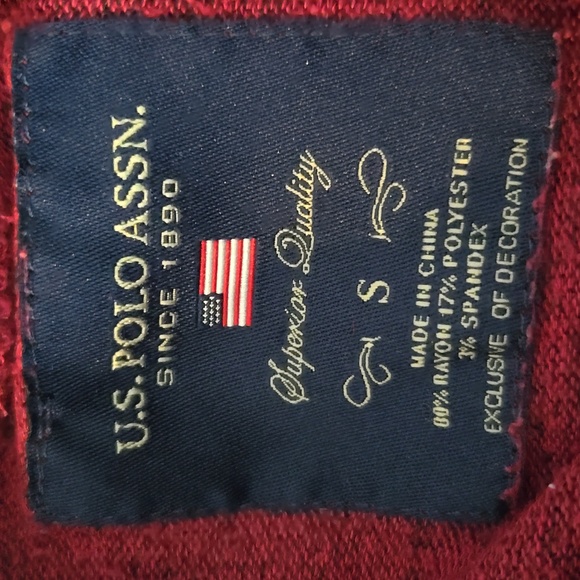 U.S. POLO ASSN.
SINCE 1890
Superior Quality
S
MADE IN CHINA
80% RAYON 17% POLYESTER
3% SPANDEX
EXCLUSIVE OF DECORATION